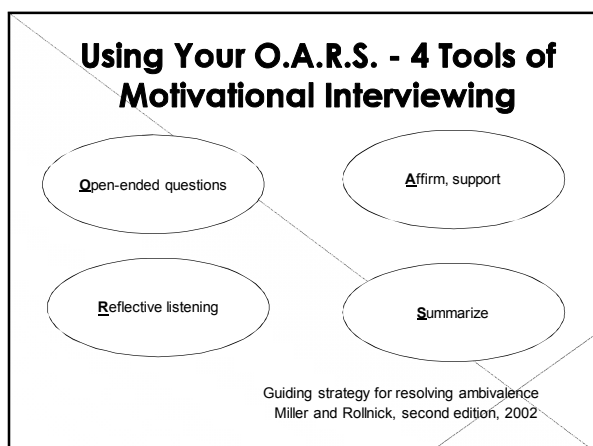 Using Your O.A.R.S. - 4 Tools of
Motivational Interviewing
Open-ended questions
Affirm, support
Reflective listening
Summarize
Guiding strategy for resolving ambivalence
Miller and Rollnick, second edition, 2002